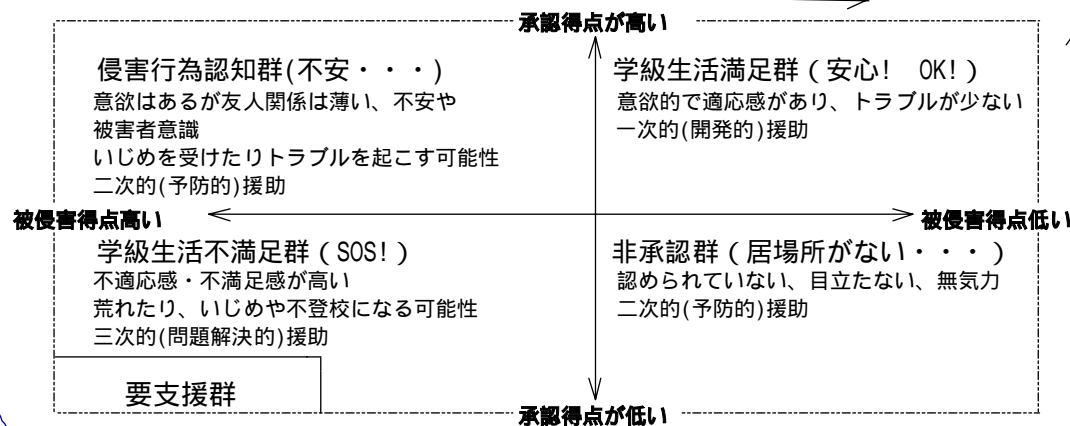 承認得点が高い
侵害行為認知群(不安・・・)
意欲はあるが友人関係は薄い、不安や
被害者意識
いじめを受けたりトラブルを起こす可能性
二次的(予防的)援助
学級生活満足群(安心! OK!)
意欲的で適応感があり、トラブルが少ない
一次的(開発的)援助
被侵害得点高い
被侵害得点低い
学級生活不満足群(SOS!)
不適応感・不満足感が高い
荒れたり、いじめや不登校になる可能性
三次的(問題解決的)援助
非承認群(居場所がない・・・)
認められていない、目立たない、無気力
二次的(予防的)援助
要支援群
承認得点が低い